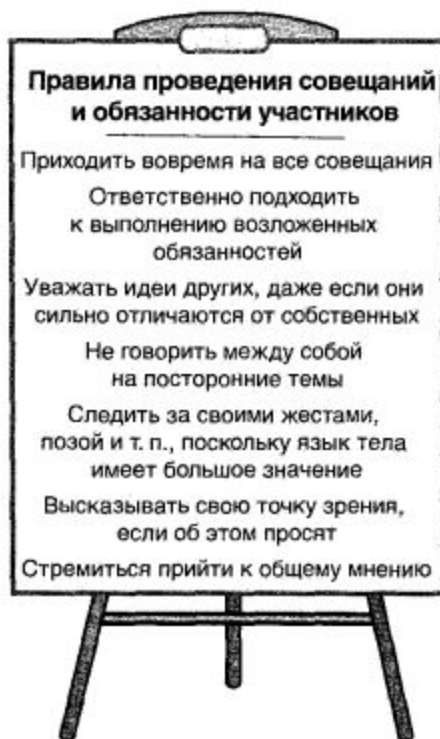 Правила проведения совещаний
и обязанности участников
Приходить вовремя на все совещания
Ответственно подходить
к выполнению возложенных
обязанностей
Уважать идеи других, даже если они
сильно отличаются от собственных
Не говорить между собой
на посторонние темы
Следить за своими жестами,
позой и т. п., поскольку язык тела
имеет большое значение
Высказывать свою точку зрения,
если об этом просят
Стремиться прийти к общему мнению